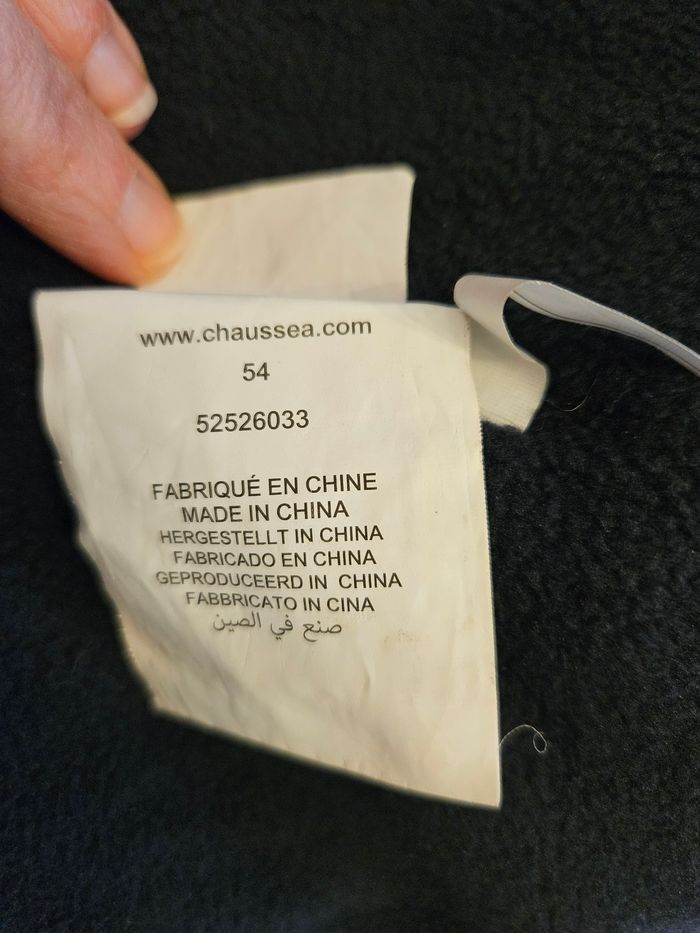 www.chaussea.com
54
52526033
FABRIQUÉ EN CHINE
MADE IN CHINA
HERGESTELLT IN CHINA
FABRICADO EN CHINA
GEPRODUCEERD IN CHINA
FABBRICATO IN CINA
صنع في الصين